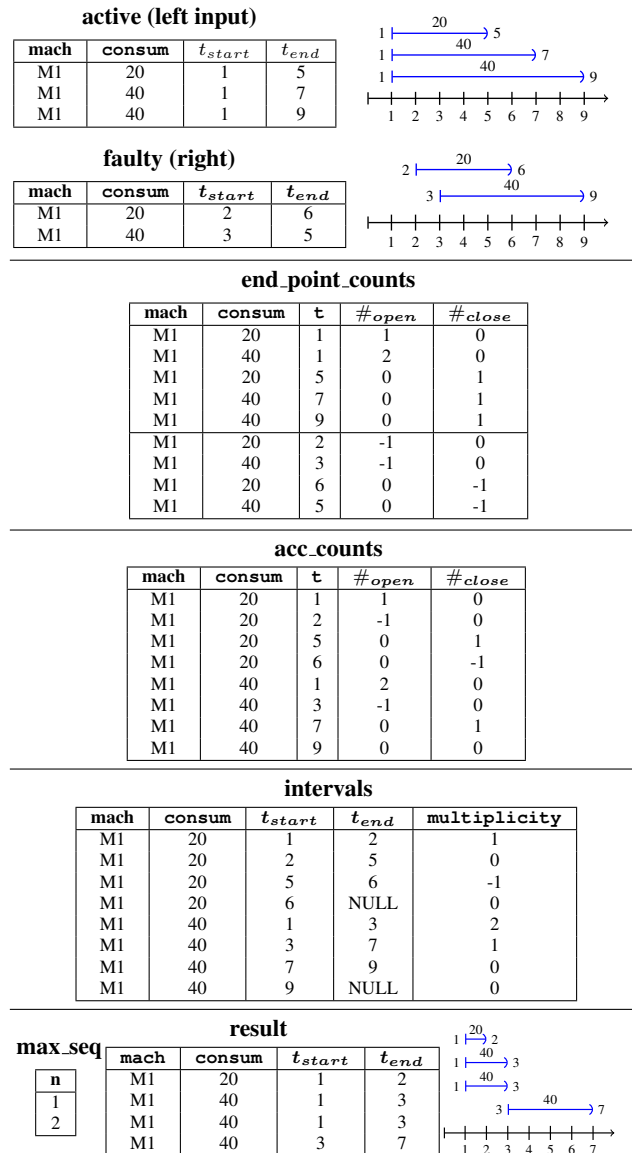 active (left input)
mach consum t_start t_end
M1 20 1 5
M1 40 1 7
M1 40 1 9
20
1 5
40
1 7
40
1 9
1 2 3 4 5 6 7 8 9
faulty (right)
mach consum t_start t_end
M1 20 2 6
M1 40 3 5
20
2 6
40
3 9
1 2 3 4 5 6 7 8 9
end_point_counts
mach consum t #open #close
M1 20 1 1 0
M1 40 1 2 0
M1 20 5 0 1
M1 40 7 0 1
M1 40 9 0 1
M1 20 2 -1 0
M1 40 3 -1 0
M1 20 6 0 -1
M1 40 5 0 -1
acc_counts
mach consum t #open #close
M1 20 1 1 0
M1 20 2 -1 0
M1 20 5 0 1
M1 20 6 0 -1
M1 40 1 2 0
M1 40 3 -1 0
M1 40 7 0 1
M1 40 9 0 0
intervals
mach consum t_start t_end multiplicity
M1 20 1 2 1
M1 20 2 5 0
M1 20 5 6 -1
M1 20 6 NULL 0
M1 40 1 3 2
M1 40 3 7 1
M1 40 7 9 0
M1 40 9 NULL 0
max_seq
n
1
2
result
mach consum t_start t_end
M1 20 1 2
M1 40 1 3
M1 40 1 3
M1 40 3 7
20
1 2
40
1 3
40
1 3
40
3 7
1 2 3 4 5 6 7